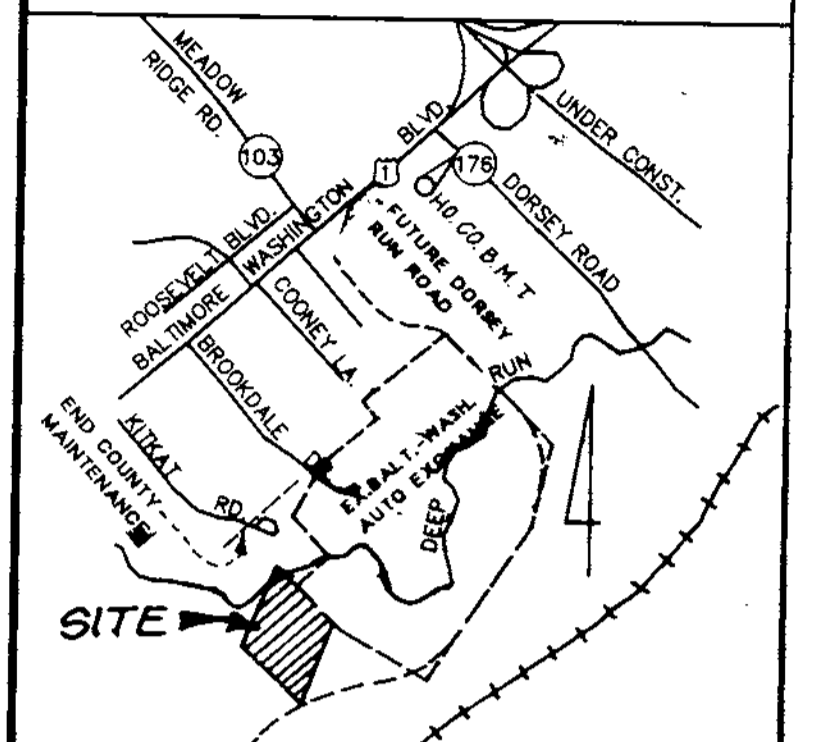 MEADOW
RIDGE RD.
103
BLVD.
UNDER CONST.
1
176
DORSEY ROAD
HO. CO. B.M.T.
ROOSEVELT BLVD.
WASHINGTON
BALTIMORE
FUTURE DORSEY
RUN ROAD
COONEY LA.
BROOKDALE
D
RUN
END COUNTY
MAINTENANCE
KITKAT
RD.
EX. BALT.-WASH.
AUTO EXCHANGE
DEEP
SITE